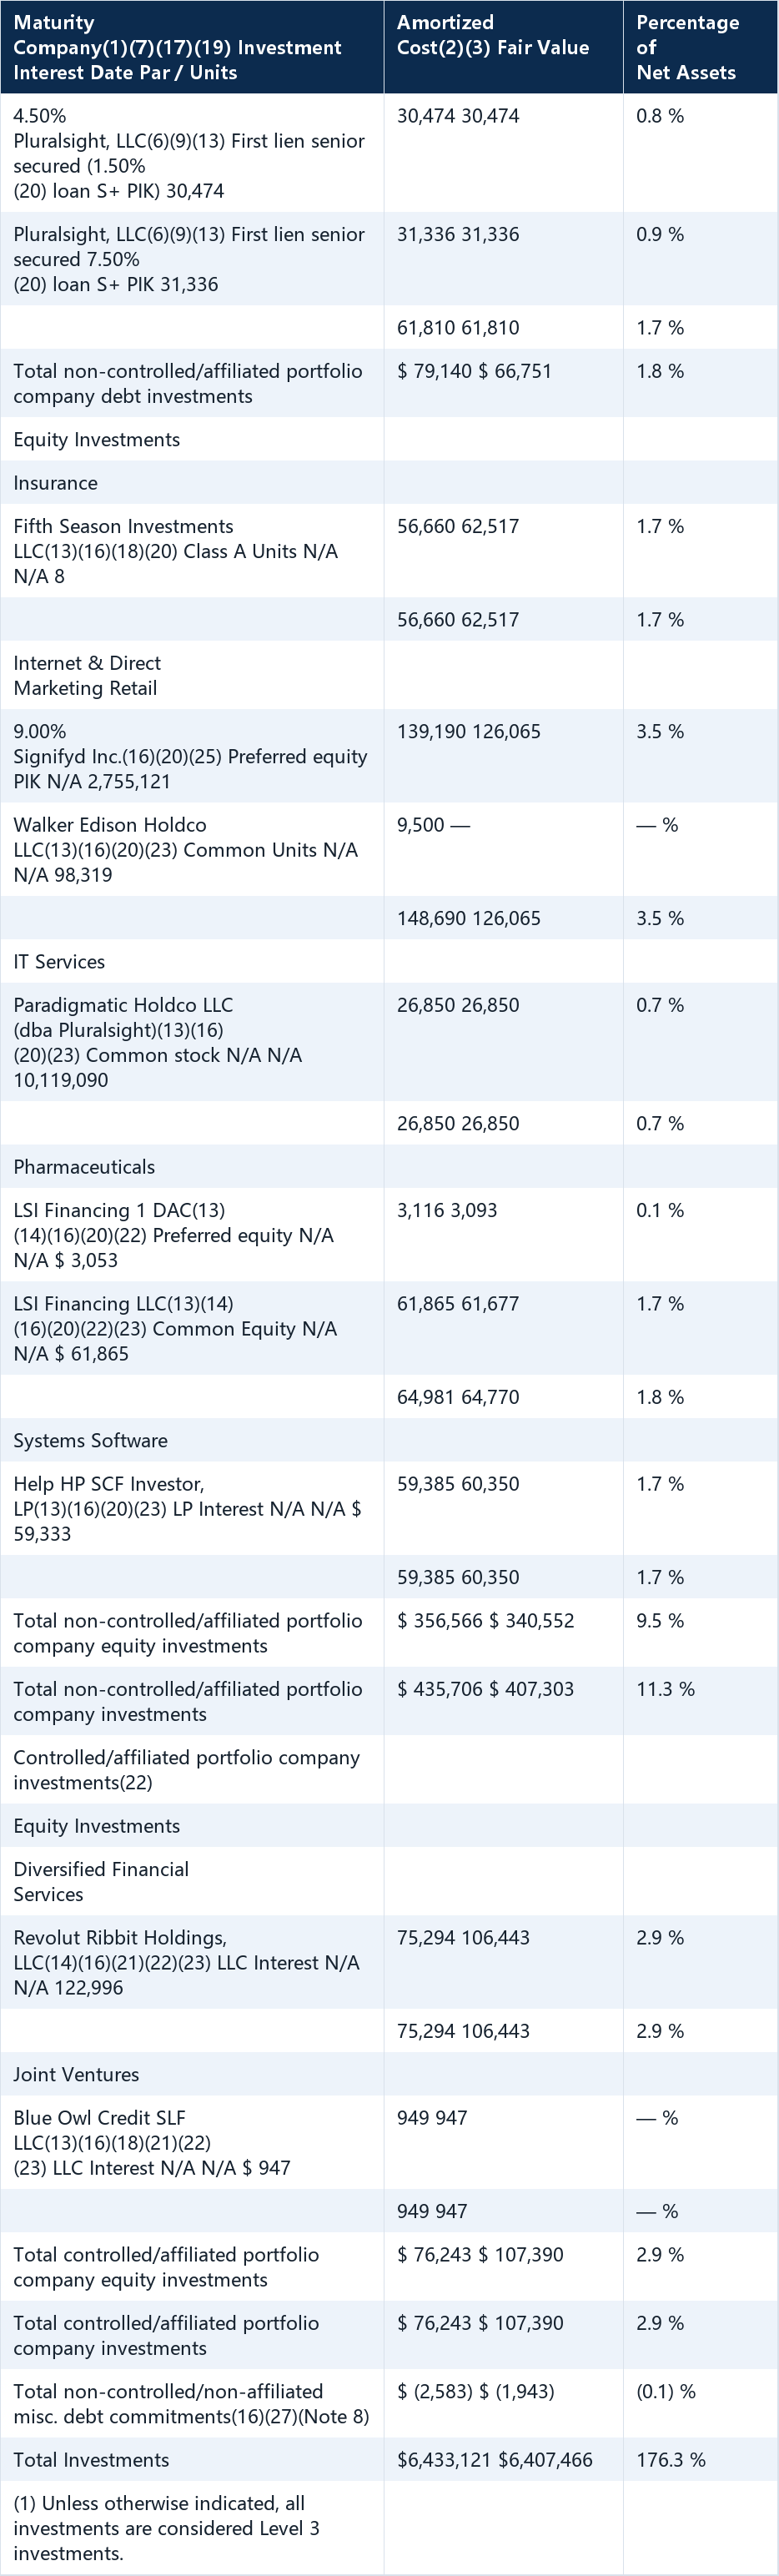 Maturity
Company(1)(7)(17)(19) Investment
Interest Date Par / Units
Amortized
Cost(2)(3) Fair Value
Percentage
of
Net Assets
4.50%
Pluralsight, LLC(6)(9)(13) First lien senior
secured (1.50%
(20) loan S+ PIK) 30,474
30,474 30,474
0.8 %
Pluralsight, LLC(6)(9)(13) First lien senior
secured 7.50%
(20) loan S+ PIK 31,336
31,336 31,336
0.9 %
61,810 61,810
1.7 %
Total non-controlled/affiliated portfolio
company debt investments
$ 79,140 $ 66,751
1.8 %
Equity Investments
Insurance
Fifth Season Investments
LLC(13)(16)(18)(20) Class A Units N/A
N/A 8
56,660 62,517
1.7 %
56,660 62,517
1.7 %
Internet & Direct
Marketing Retail
9.00%
Signifyd Inc.(16)(20)(25) Preferred equity
PIK N/A 2,755,121
139,190 126,065
3.5 %
Walker Edison Holdco
LLC(13)(16)(20)(23) Common Units N/A
N/A 98,319
9,500 —
— %
148,690 126,065
3.5 %
IT Services
Paradigmatic Holdco LLC
(dba Pluralsight)(13)(16)
(20)(23) Common stock N/A N/A
10,119,090
26,850 26,850
0.7 %
26,850 26,850
0.7 %
Pharmaceuticals
LSI Financing 1 DAC(13)
(14)(16)(20)(22) Preferred equity N/A
N/A $ 3,053
3,116 3,093
0.1 %
LSI Financing LLC(13)(14)
(16)(20)(22)(23) Common Equity N/A
N/A $ 61,865
61,865 61,677
1.7 %
64,981 64,770
1.8 %
Systems Software
Help HP SCF Investor,
LP(13)(16)(20)(23) LP Interest N/A N/A $
59,333
59,385 60,350
1.7 %
59,385 60,350
1.7 %
Total non-controlled/affiliated portfolio
company equity investments
$ 356,566 $ 340,552
9.5 %
Total non-controlled/affiliated portfolio
company investments
$ 435,706 $ 407,303
11.3 %
Controlled/affiliated portfolio company
investments(22)
Equity Investments
Diversified Financial
Services
Revolut Ribbit Holdings,
LLC(14)(16)(21)(22)(23) LLC Interest N/A
N/A 122,996
75,294 106,443
2.9 %
75,294 106,443
2.9 %
Joint Ventures
Blue Owl Credit SLF
LLC(13)(16)(18)(21)(22)
(23) LLC Interest N/A N/A $ 947
949 947
— %
949 947
— %
Total controlled/affiliated portfolio
company equity investments
$ 76,243 $ 107,390
2.9 %
Total controlled/affiliated portfolio
company investments
$ 76,243 $ 107,390
2.9 %
Total non-controlled/non-affiliated
misc. debt commitments(16)(27)(Note 8)
$ (2,583) $ (1,943)
(0.1) %
Total Investments
$6,433,121 $6,407,466
176.3 %
(1) Unless otherwise indicated, all
investments are considered Level 3
investments.